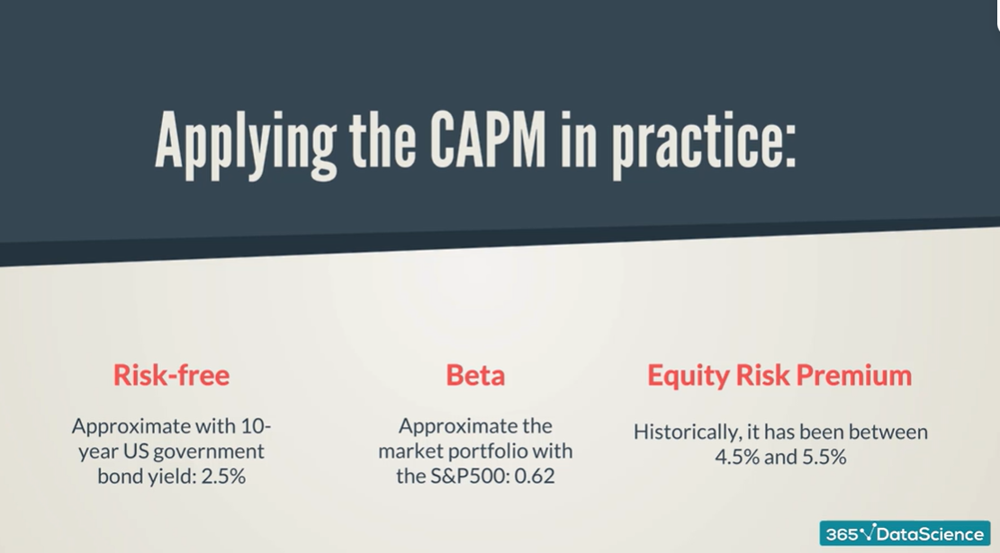 Applying the CAPM in practice:
Risk-free
Approximate with 10-
year US government
bond yield: 2.5%
Beta
Approximate the
market portfolio with
the S&P500: 0.62
Equity Risk Premium
Historically, it has been between
4.5% and 5.5%
365 DataScience